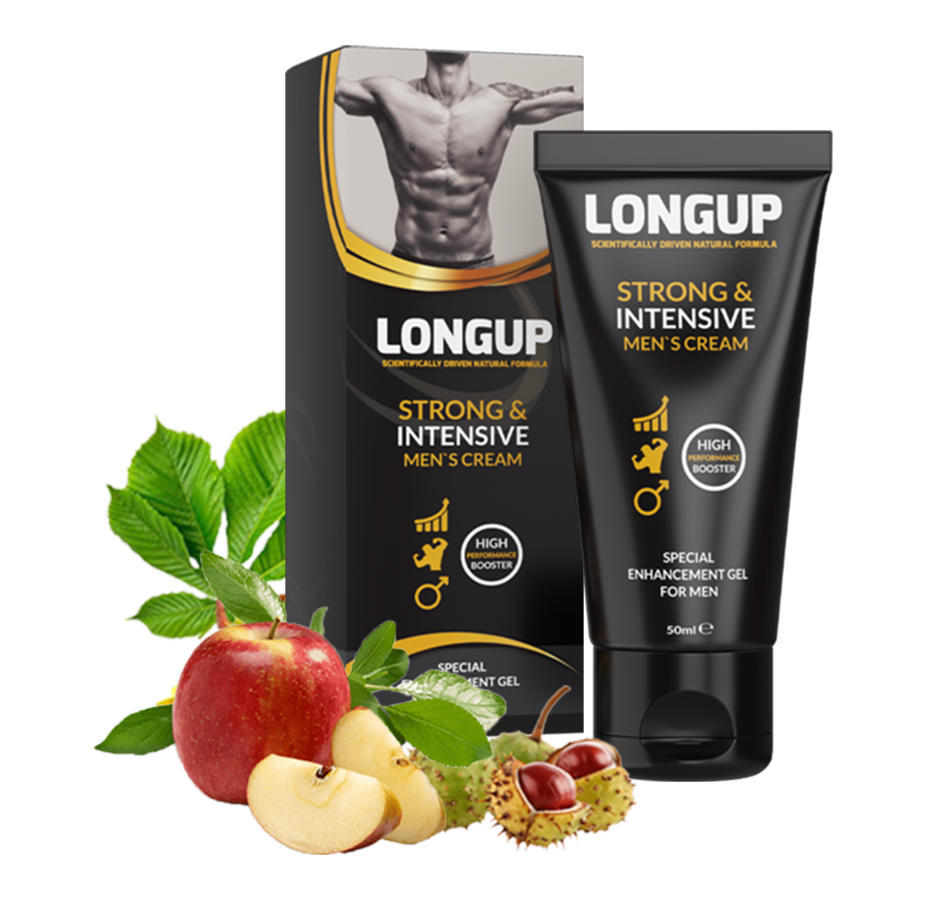 LONGUP
SCIENTIFICALLY DRIVEN NATURAL FORMULA
STRONG &
INTENSIVE
MEN`S CREAM
HIGH
PERFORMANCE
BOOSTER
SPECIAL
GEL
LONGUP
SCIENTIFICALLY DRIVEN NATURAL FORMULA
STRONG &
INTENSIVE
MEN`S CREAM
HIGH
PERFORMANCE
BOOSTER
SPECIAL
ENHANCEMENT GEL
FOR MEN
50ml ℮